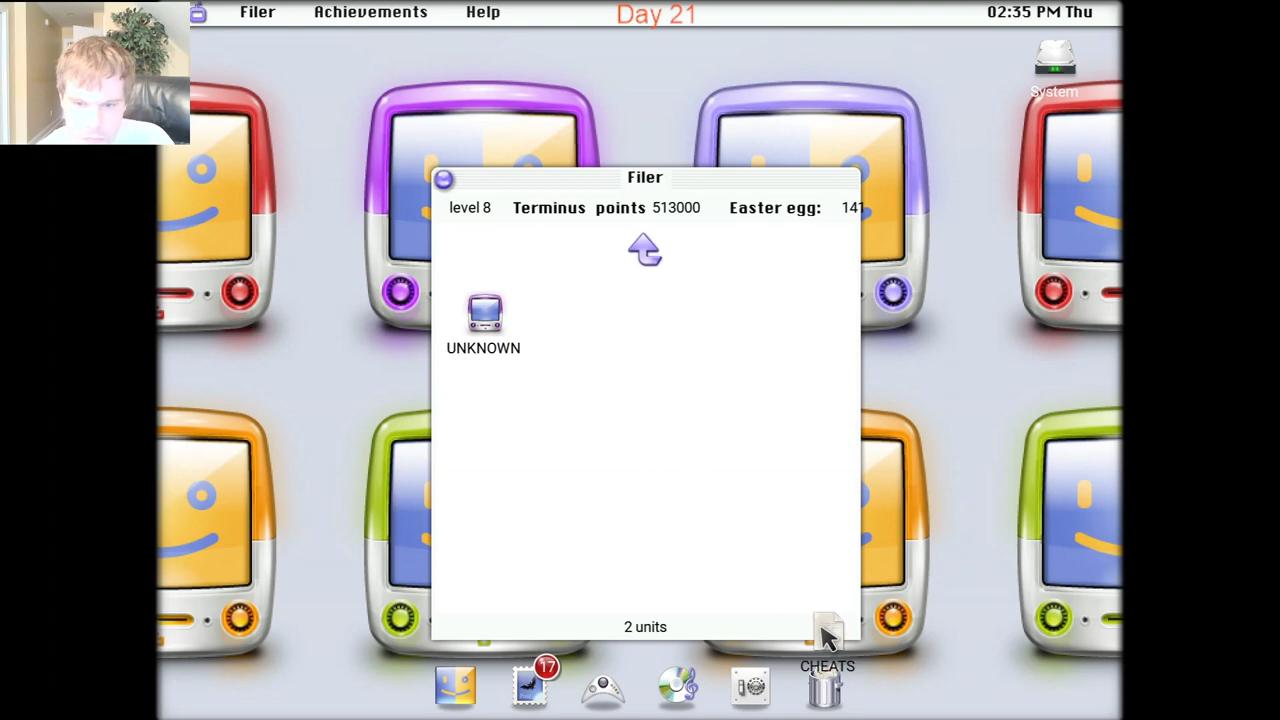 Filer Achievements Help Day 21 02:35 PM Thu
System
Filer
level 8 Terminus points 513000 Easter egg: 141
UNKNOWN
2 units
CHEATS
17